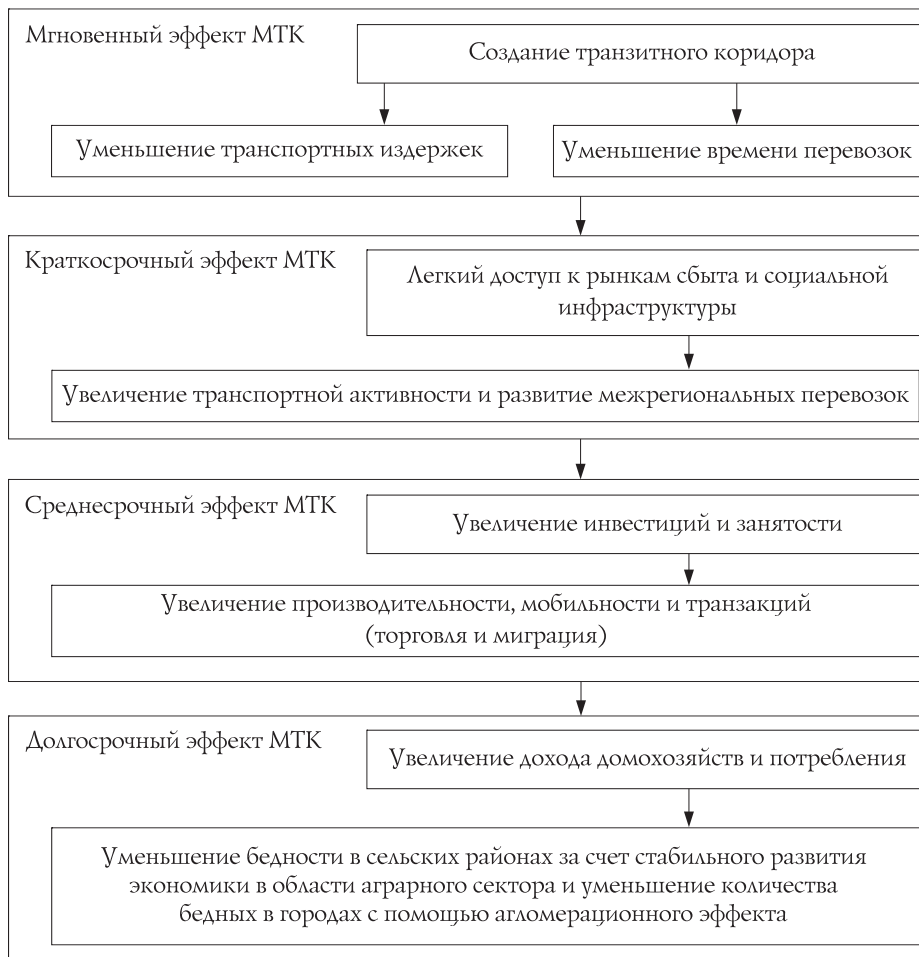 Мгновенный эффект МТК
Создание транзитного коридора
Уменьшение транспортных издержек
Уменьшение времени перевозок
Краткосрочный эффект МТК
Легкий доступ к рынкам сбыта и социальной
инфраструктуры
Увеличение транспортной активности и развитие межрегиональных перевозок
Среднесрочный эффект МТК
Увеличение инвестиций и занятости
Увеличение производительности, мобильности и транзакций
(торговля и миграция)
Долгосрочный эффект МТК
Увеличение дохода домохозяйств и потребления
Уменьшение бедности в сельских районах за счет стабильного развития
экономики в области аграрного сектора и уменьшение количества
бедных в городах с помощью агломерационного эффекта